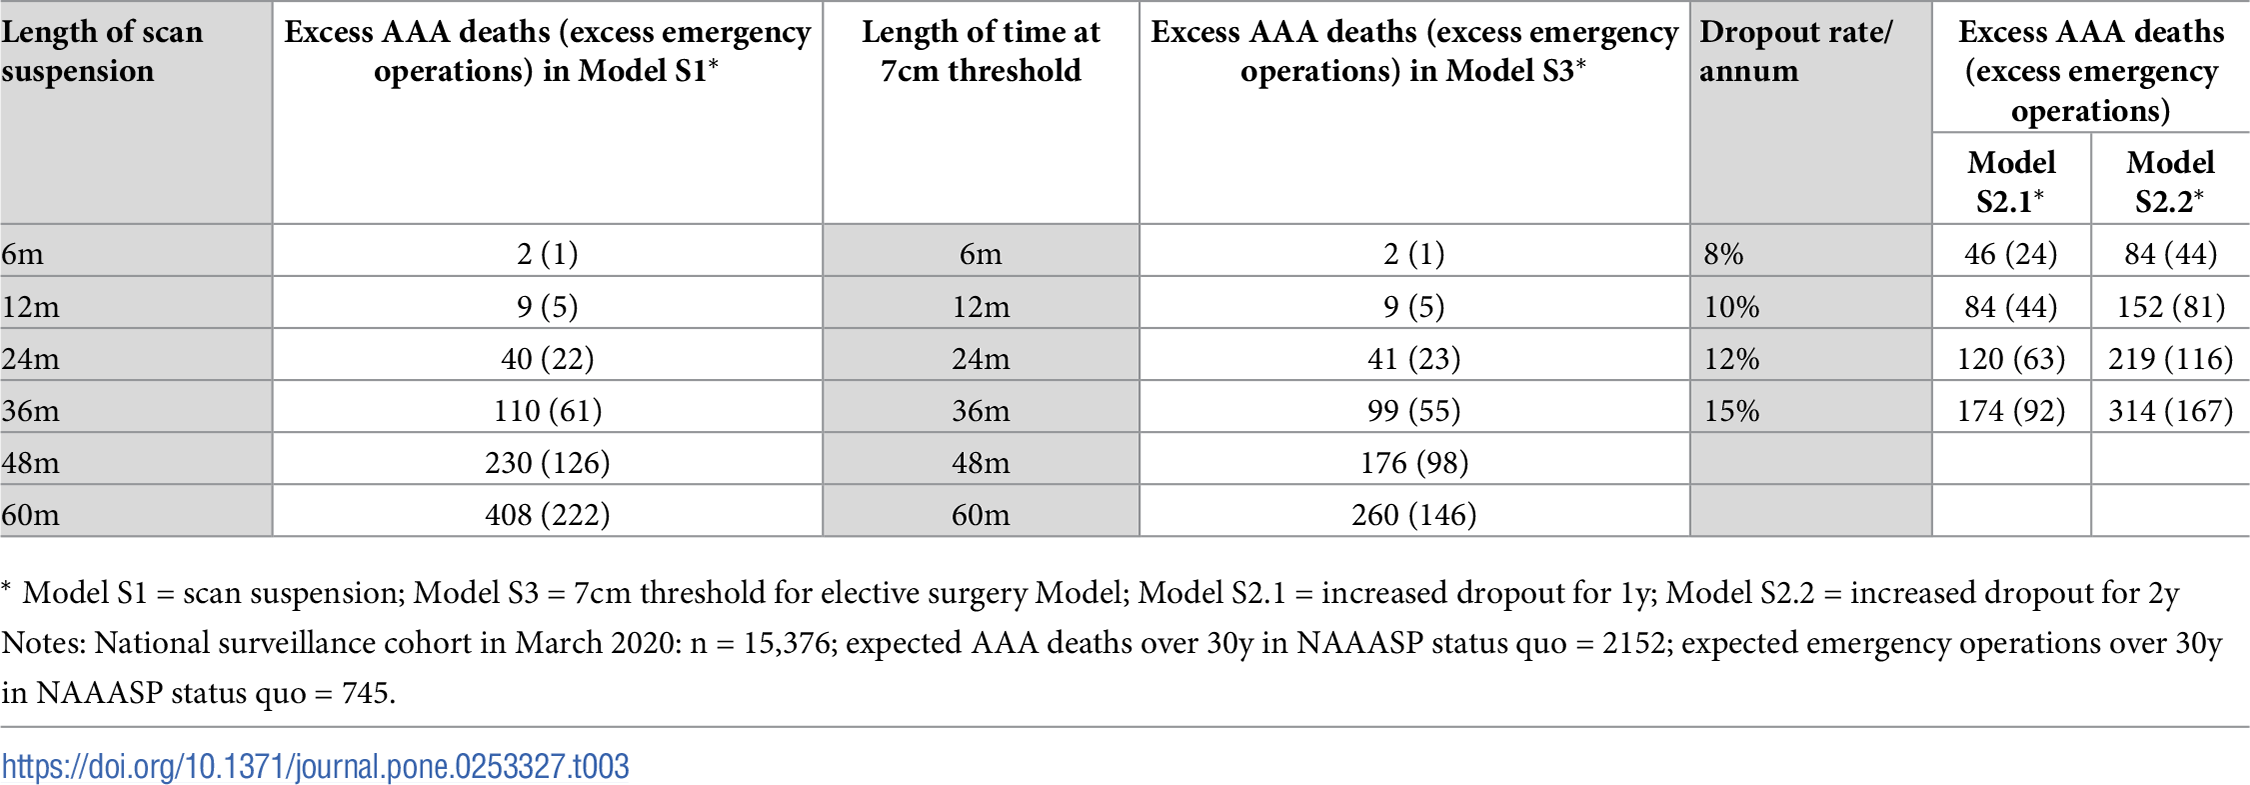 Length of scan suspension | Excess AAA deaths (excess emergency operations) in Model S1* | Length of time at 7cm threshold | Excess AAA deaths (excess emergency operations) in Model S3* | Dropout rate/annum | Excess AAA deaths (excess emergency operations)
Model S2.1* | Model S2.2*
6m | 2 (1) | 6m | 2 (1) | 8% | 46 (24) | 84 (44)
12m | 9 (5) | 12m | 9 (5) | 10% | 84 (44) | 152 (81)
24m | 40 (22) | 24m | 41 (23) | 12% | 120 (63) | 219 (116)
36m | 110 (61) | 36m | 99 (55) | 15% | 174 (92) | 314 (167)
48m | 230 (126) | 48m | 176 (98)
60m | 408 (222) | 60m | 260 (146)
* Model S1 = scan suspension; Model S3 = 7cm threshold for elective surgery Model; Model S2.1 = increased dropout for 1y; Model S2.2 = increased dropout for 2y
Notes: National surveillance cohort in March 2020: n = 15,376; expected AAA deaths over 30y in NAAASP status quo = 2152; expected emergency operations over 30y
in NAAASP status quo = 745.
https://doi.org/10.1371/journal.pone.0253327.t003